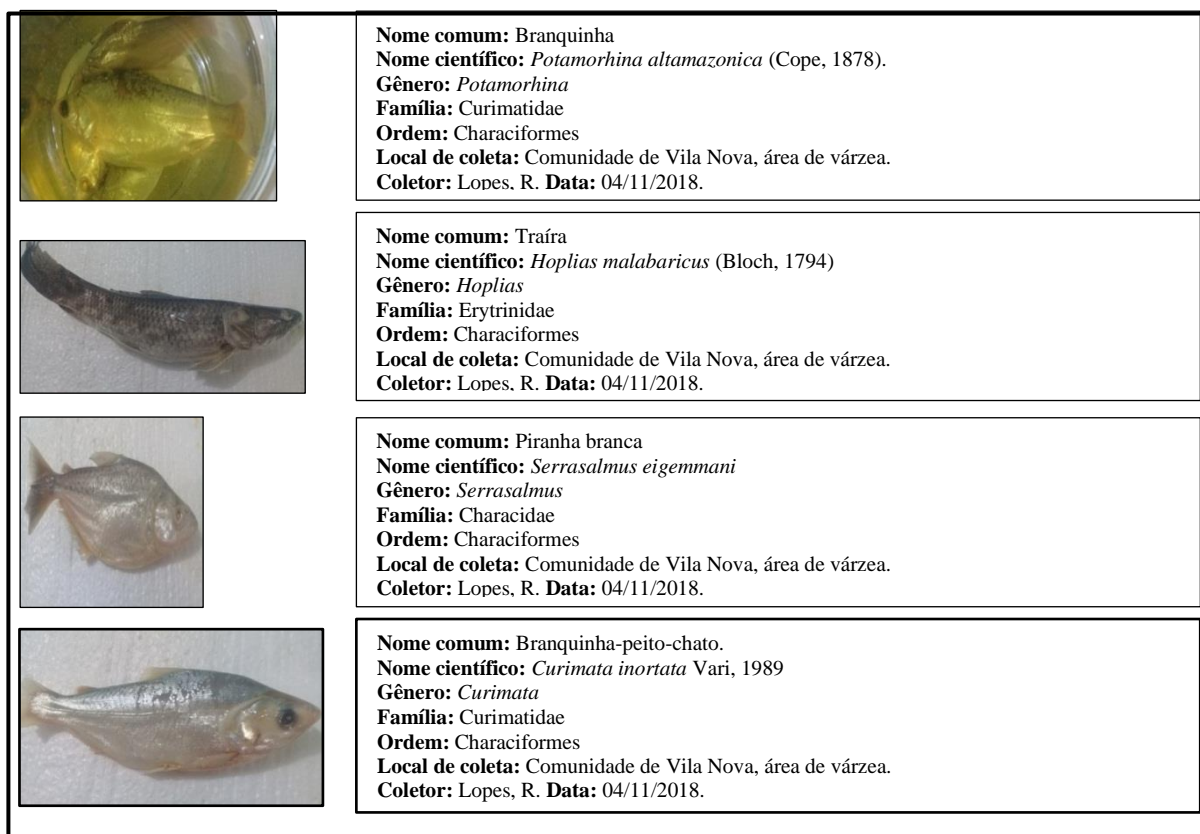 Nome comum: Branquinha
Nome científico: Potamorhina altamazonica (Cope, 1878).
Gênero: Potamorhina
Família: Curimatidae
Ordem: Characiformes
Local de coleta: Comunidade de Vila Nova, área de várzea.
Coletor: Lopes, R. Data: 04/11/2018.
Nome comum: Traíra
Nome científico: Hoplias malabaricus (Bloch, 1794)
Gênero: Hoplias
Família: Erytrinidae
Ordem: Characiformes
Local de coleta: Comunidade de Vila Nova, área de várzea.
Coletor: Lopes, R. Data: 04/11/2018.
Nome comum: Piranha branca
Nome científico: Serrasalmus eigemmani
Gênero: Serrasalmus
Família: Characidae
Ordem: Characiformes
Local de coleta: Comunidade de Vila Nova, área de várzea.
Coletor: Lopes, R. Data: 04/11/2018.
Nome comum: Branquinha-peito-chato.
Nome científico: Curimata inortata Vari, 1989
Gênero: Curimata
Família: Curimatidae
Ordem: Characiformes
Local de coleta: Comunidade de Vila Nova, área de várzea.
Coletor: Lopes, R. Data: 04/11/2018.